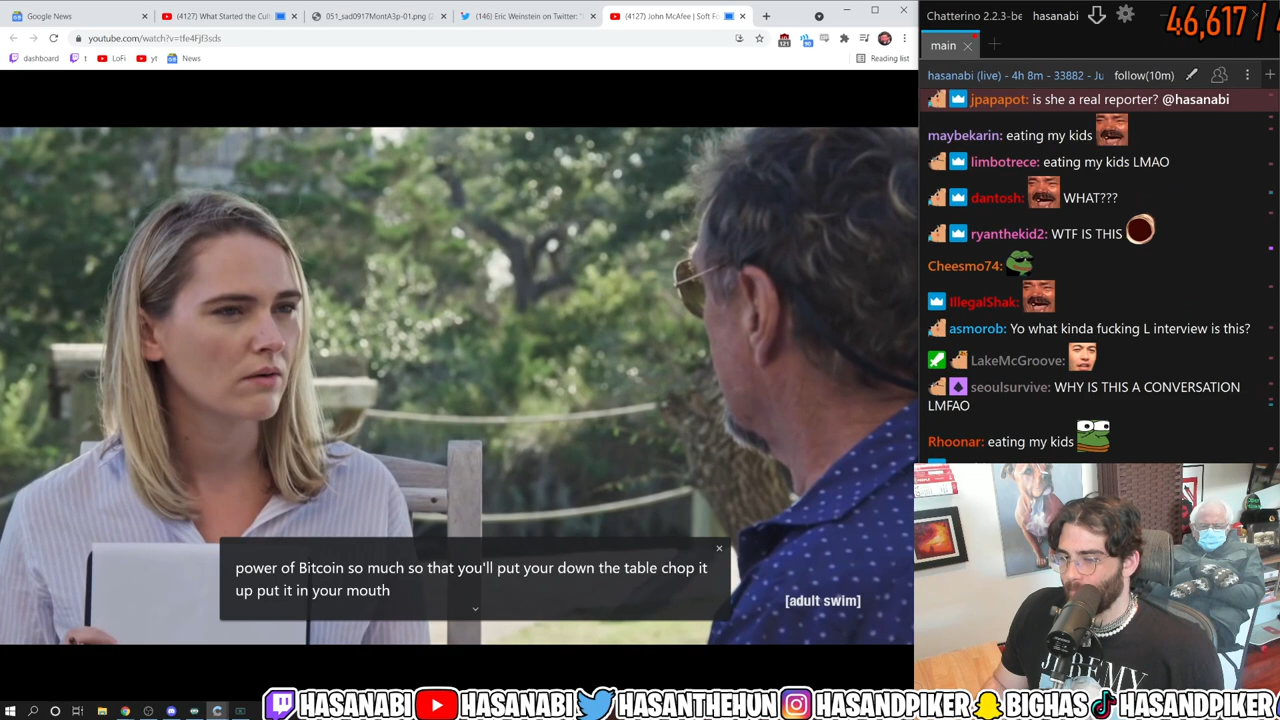 Google News
(4127) What Started the Cult
051_sad0917MontA3p-01.png (
(146) Eric Weinstein on Twitter: "
(4127) John McAfee | Soft Fo
youtube.com/watch?v=tfe4Fjf3sds
121
90
dashboard
t
LoFi
yt
News
Reading list
power of Bitcoin so much so that you'll put your down the table chop it
up put it in your mouth
[adult swim]
Chatterino 2.2.3-be
hasanabi
46,617 /
main
hasanabi (live) - 4h 8m - 33882 - Ju
follow(10m)
jpapapot: is she a real reporter? @hasanabi
maybekarin: eating my kids
limbotrece: eating my kids LMAO
dantosh: WHAT???
ryanthekid2: WTF IS THIS
Cheesmo74:
IllegalShak:
asmorob: Yo what kinda fucking L interview is this?
LakeMcGroove:
seoulsurvive: WHY IS THIS A CONVERSATION
LMFAO
Rhoonar: eating my kids
HASANABI
HASANABI
HASANTHEHUN
HASANDPIKER
BIGHAS
HASANDPIKER